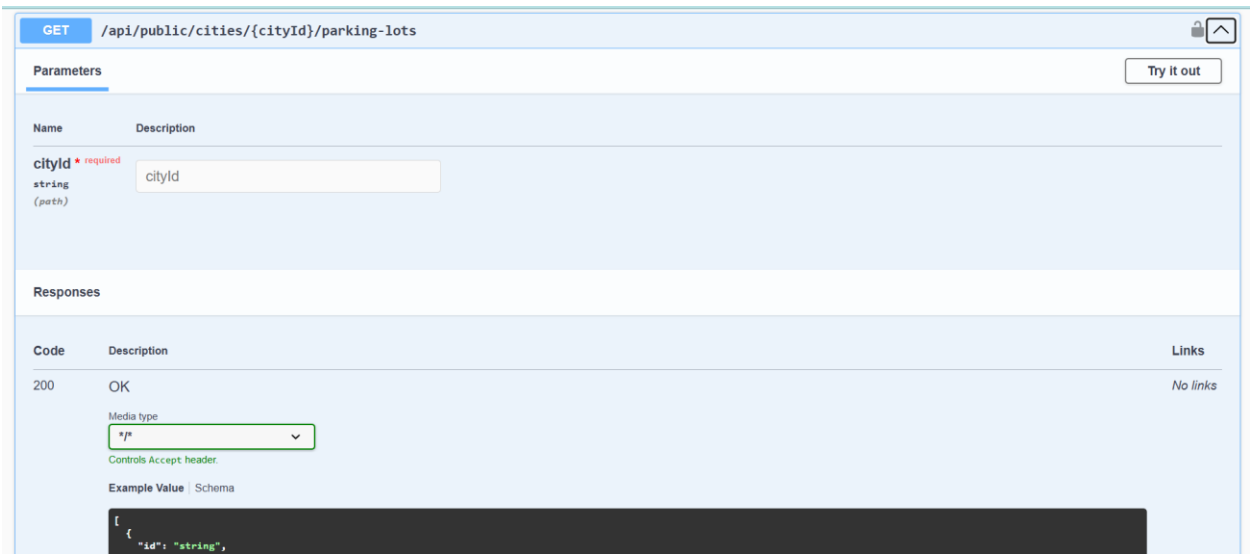 GET /api/public/cities/{cityId}/parking-lots
Parameters
Try it out
Name Description
cityId * required
string
(path)
cityId
Responses
Code Description Links
200 OK No links
Media type
*/*
Controls Accept header.
Example Value Schema
[
{
"id": "string",